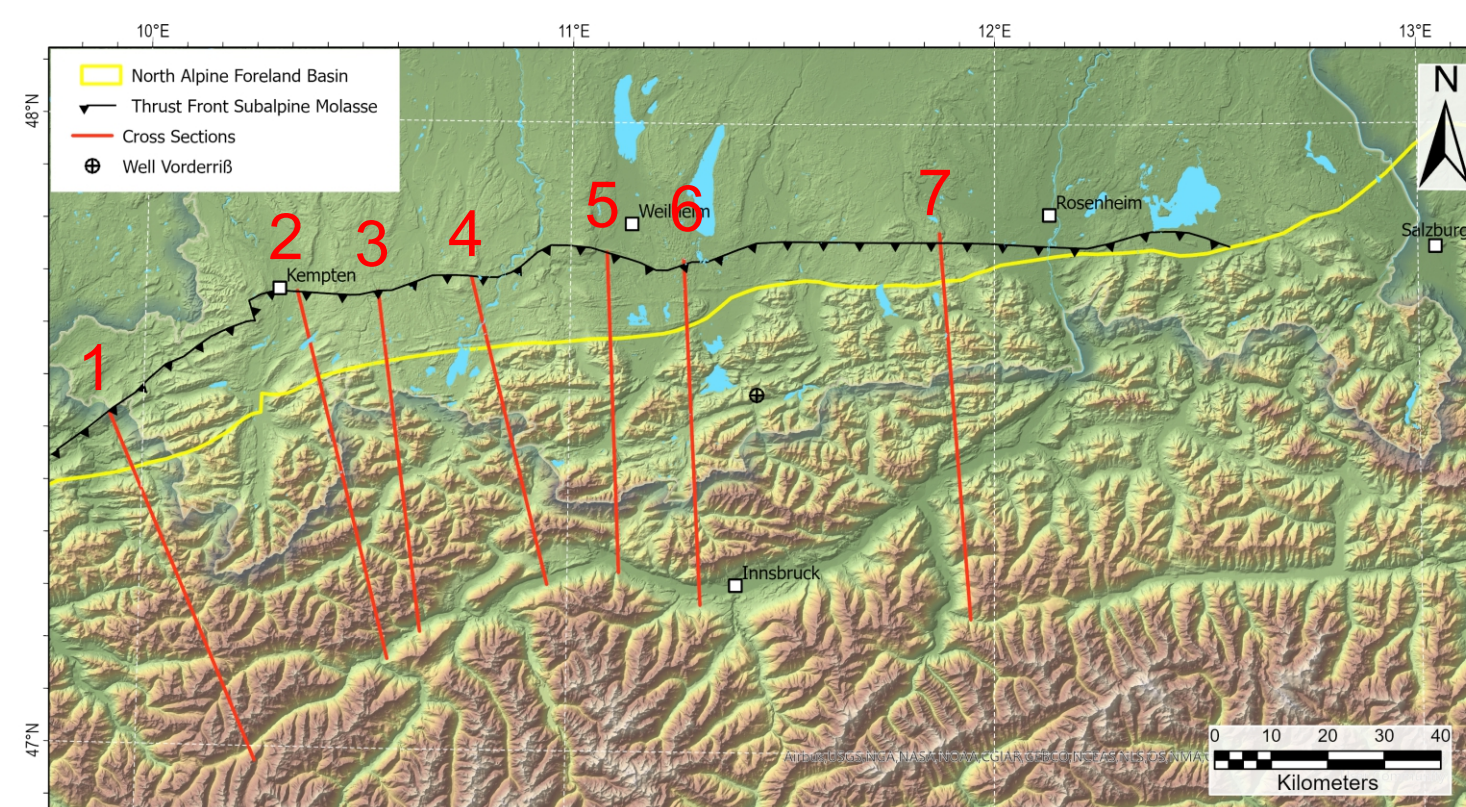 10°E 11°E 12°E 13°E
48°N
47°N
North Alpine Foreland Basin
Thrust Front Subalpine Molasse
Cross Sections
Well Vorderriß
N
1
2
3
4
5
6
7
Kempten
Weilheim
Rosenheim
Salzburg
Innsbruck
0 10 20 30 40
Kilometers